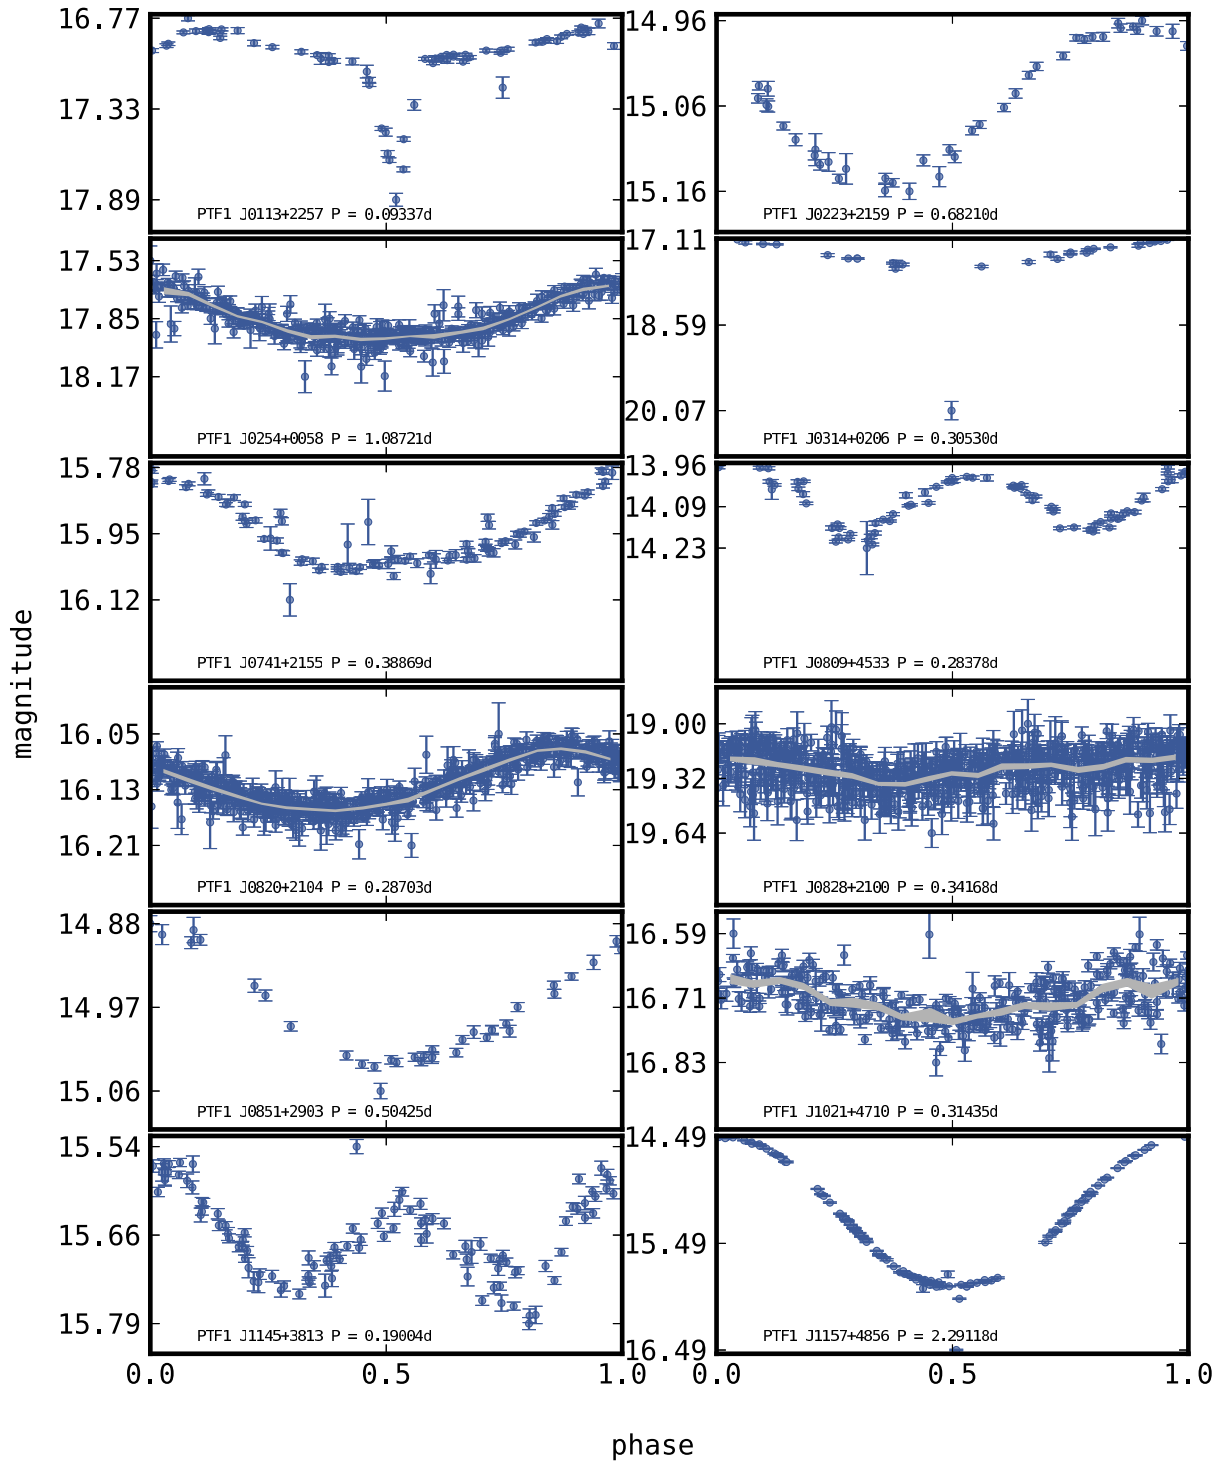 16.77
17.33
17.89
PTF1 J0113+2257 P = 0.09337d
14.96
15.06
15.16
PTF1 J0223+2159 P = 0.68210d
17.53
17.85
18.17
PTF1 J0254+0058 P = 1.08721d
17.11
18.59
20.07
PTF1 J0314+0206 P = 0.30530d
15.78
15.95
16.12
PTF1 J0741+2155 P = 0.38869d
13.96
14.09
14.23
PTF1 J0809+4533 P = 0.28378d
magnitude
16.05
16.13
16.21
PTF1 J0820+2104 P = 0.28703d
19.00
19.32
19.64
PTF1 J0828+2100 P = 0.34168d
14.88
14.97
15.06
PTF1 J0851+2903 P = 0.50425d
16.59
16.71
16.83
PTF1 J1021+4710 P = 0.31435d
15.54
15.66
15.79
PTF1 J1145+3813 P = 0.19004d
14.49
15.49
16.49
PTF1 J1157+4856 P = 2.29118d
0.0 0.5 1.0
0.0 0.5 1.0
phase